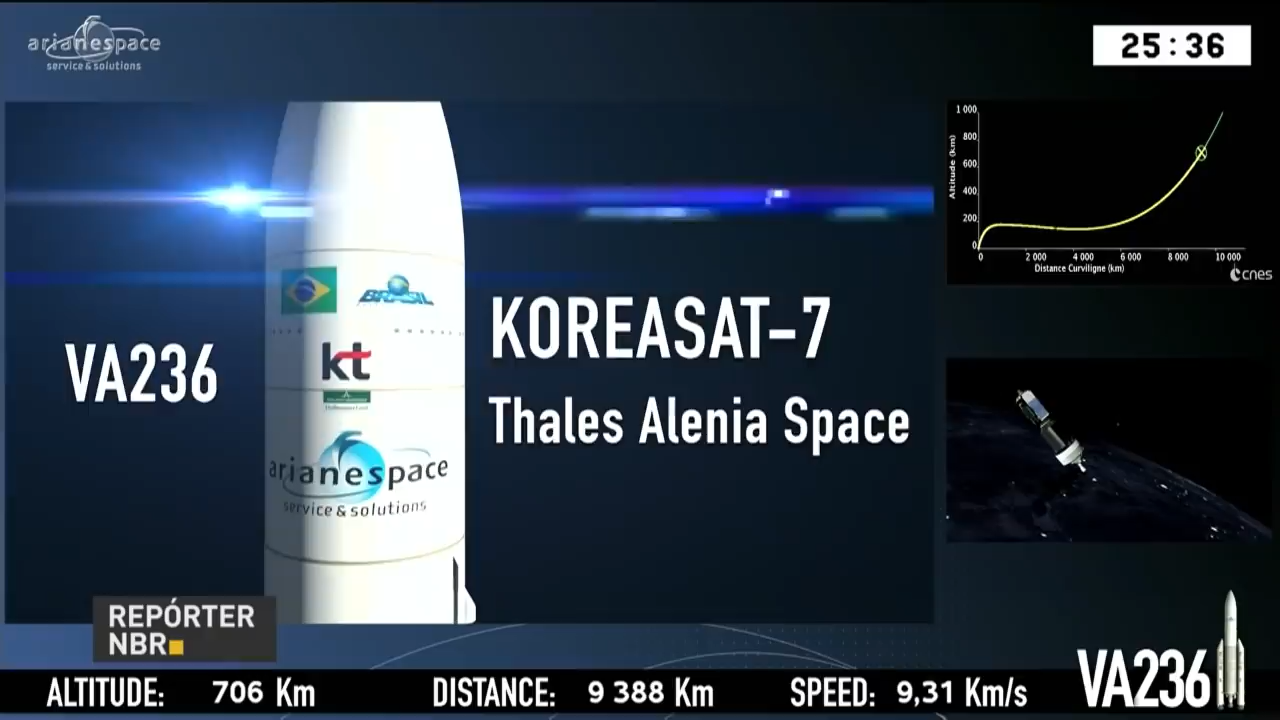 arianespace
service & solutions
25:36
1 000
800
600
400
200
0
Altitude (km)
0
2 000
4 000
6 000
8 000
10 000
Distance Curviligne (km)
cnes
VA236
BRASIL
kt
arianespace
service & solutions
KOREASAT-7
Thales Alenia Space
REPÓRTER
NBR
VA236
ALTITUDE: 706 Km DISTANCE: 9 388 Km SPEED: 9,31 Km/s